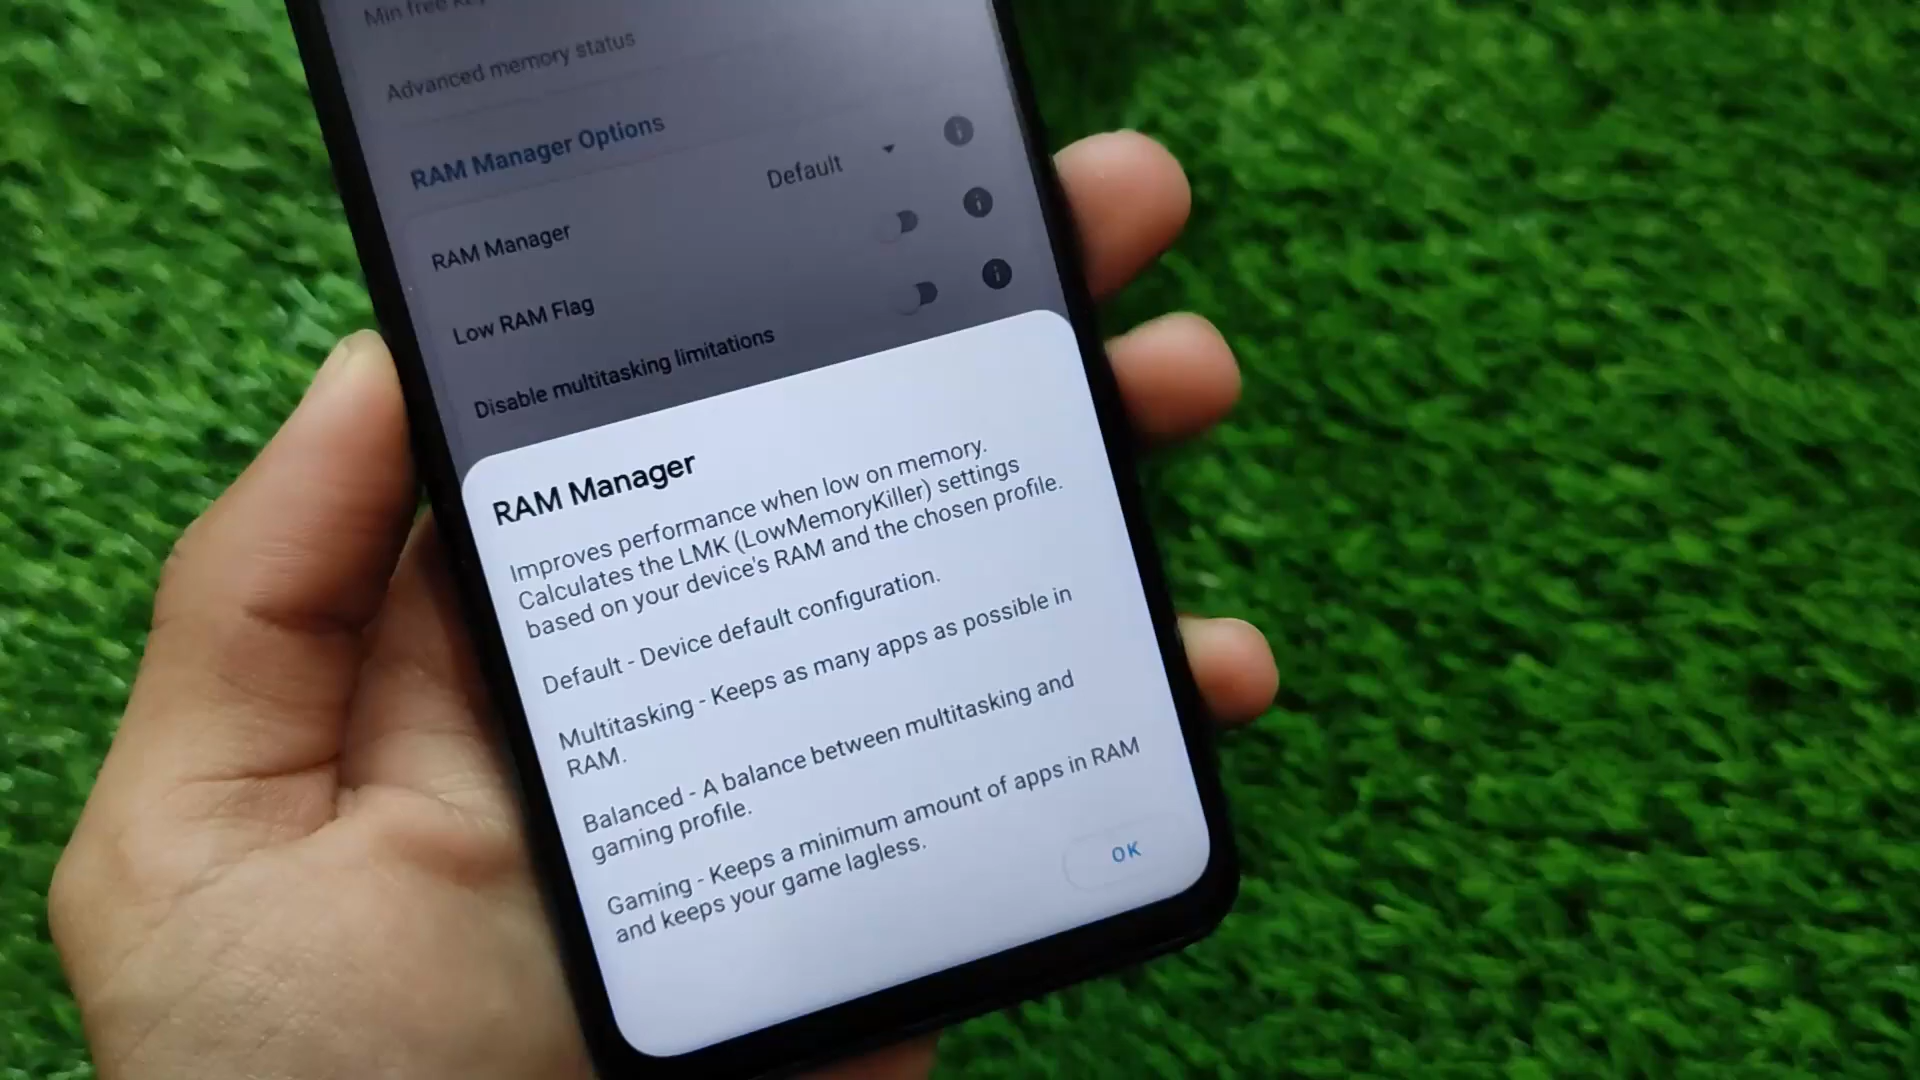 Min free
Advanced memory status
RAM Manager Options
RAM Manager
Default
Low RAM Flag
Disable multitasking limitations
RAM Manager
Improves performance when low on memory.
Calculates the LMK (LowMemoryKiller) settings
based on your device's RAM and the chosen profile.
Default - Device default configuration.
Multitasking - Keeps as many apps as possible in
RAM.
Balanced - A balance between multitasking and
gaming profile.
Gaming - Keeps a minimum amount of apps in RAM
and keeps your game lagless.
OK